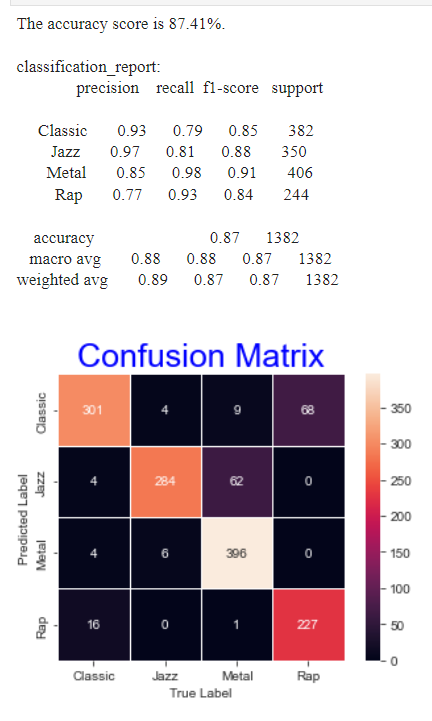 The accuracy score is 87.41%.
classification_report:
precision recall f1-score support
Classic 0.93 0.79 0.85 382
Jazz 0.97 0.81 0.88 350
Metal 0.85 0.98 0.91 406
Rap 0.77 0.93 0.84 244
accuracy 0.87 1382
macro avg 0.88 0.88 0.87 1382
weighted avg 0.89 0.87 0.87 1382
Confusion Matrix
Predicted Label
Classic 301 4 9 68
Jazz 4 284 62 0
Metal 4 6 396 0
Rap 16 0 1 227
Classic Jazz Metal Rap
True Label
350
300
250
200
150
100
50
0